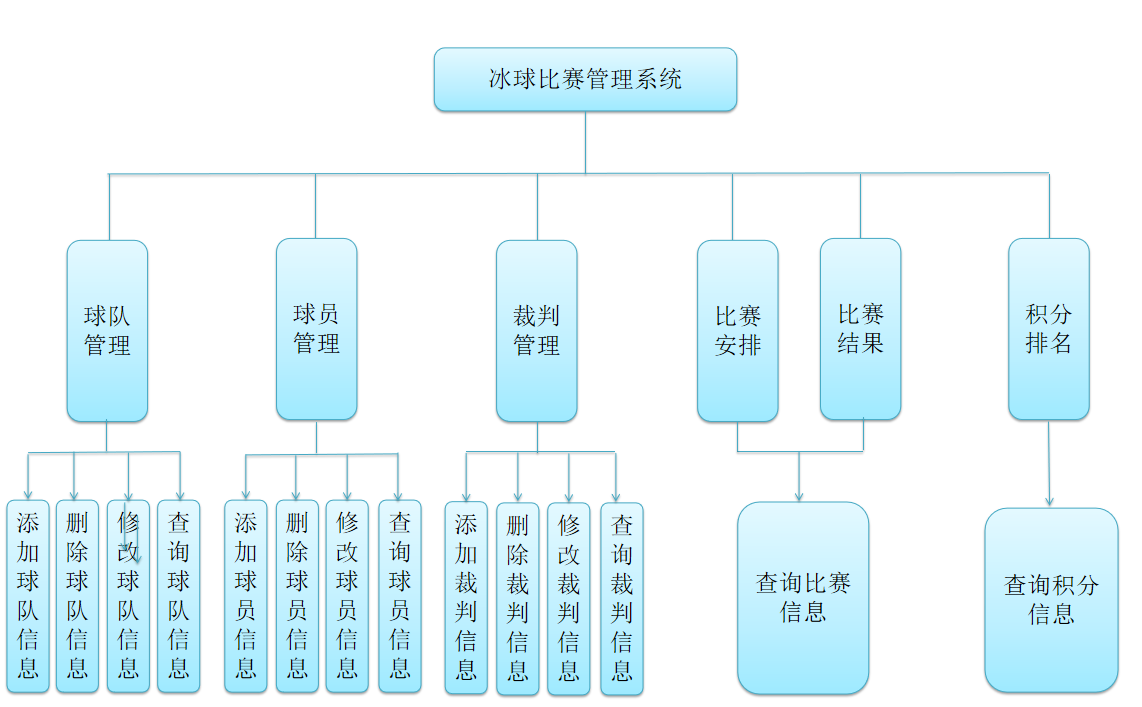 冰球比赛管理系统
球队
管理
球员
管理
裁判
管理
比赛
安排
比赛
结果
积分
排名
添加球队信息
删除球队信息
修改球队信息
查询球队信息
添加球员信息
删除球员信息
修改球员信息
查询球员信息
添加裁判信息
删除裁判信息
修改裁判信息
查询裁判信息
查询比赛
信息
查询积分
信息